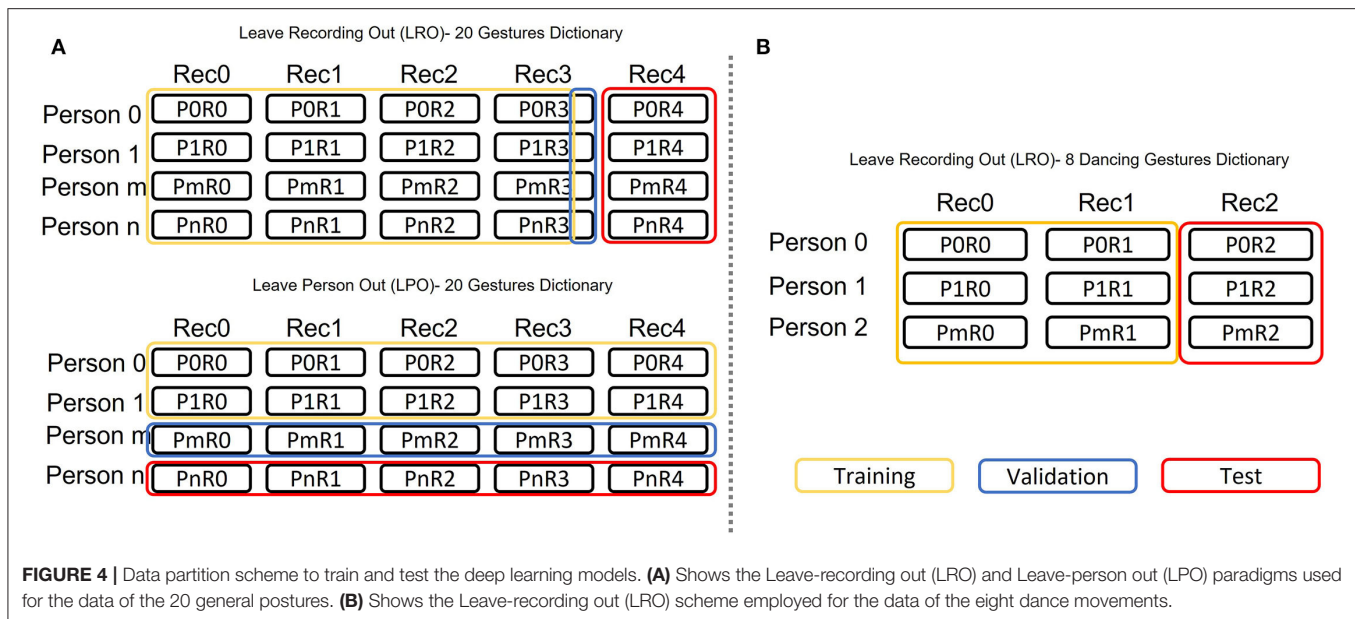 A
Leave Recording Out (LRO)- 20 Gestures Dictionary
Rec0 Rec1 Rec2 Rec3 Rec4
Person 0 P0R0 P0R1 P0R2 P0R3 P0R4
Person 1 P1R0 P1R1 P1R2 P1R3 P1R4
Person m PmR0 PmR1 PmR2 PmR3 PmR4
Person n PnR0 PnR1 PnR2 PnR3 PnR4
Leave Person Out (LPO)- 20 Gestures Dictionary
Rec0 Rec1 Rec2 Rec3 Rec4
Person 0 P0R0 P0R1 P0R2 P0R3 P0R4
Person 1 P1R0 P1R1 P1R2 P1R3 P1R4
Person m PmR0 PmR1 PmR2 PmR3 PmR4
Person n PnR0 PnR1 PnR2 PnR3 PnR4
B
Leave Recording Out (LRO)- 8 Dancing Gestures Dictionary
Rec0 Rec1 Rec2
Person 0 P0R0 P0R1 P0R2
Person 1 P1R0 P1R1 P1R2
Person 2 PmR0 PmR1 PmR2
Training Validation Test
FIGURE 4 | Data partition scheme to train and test the deep learning models. (A) Shows the Leave-recording out (LRO) and Leave-person out (LPO) paradigms used
for the data of the 20 general postures. (B) Shows the Leave-recording out (LRO) scheme employed for the data of the eight dance movements.